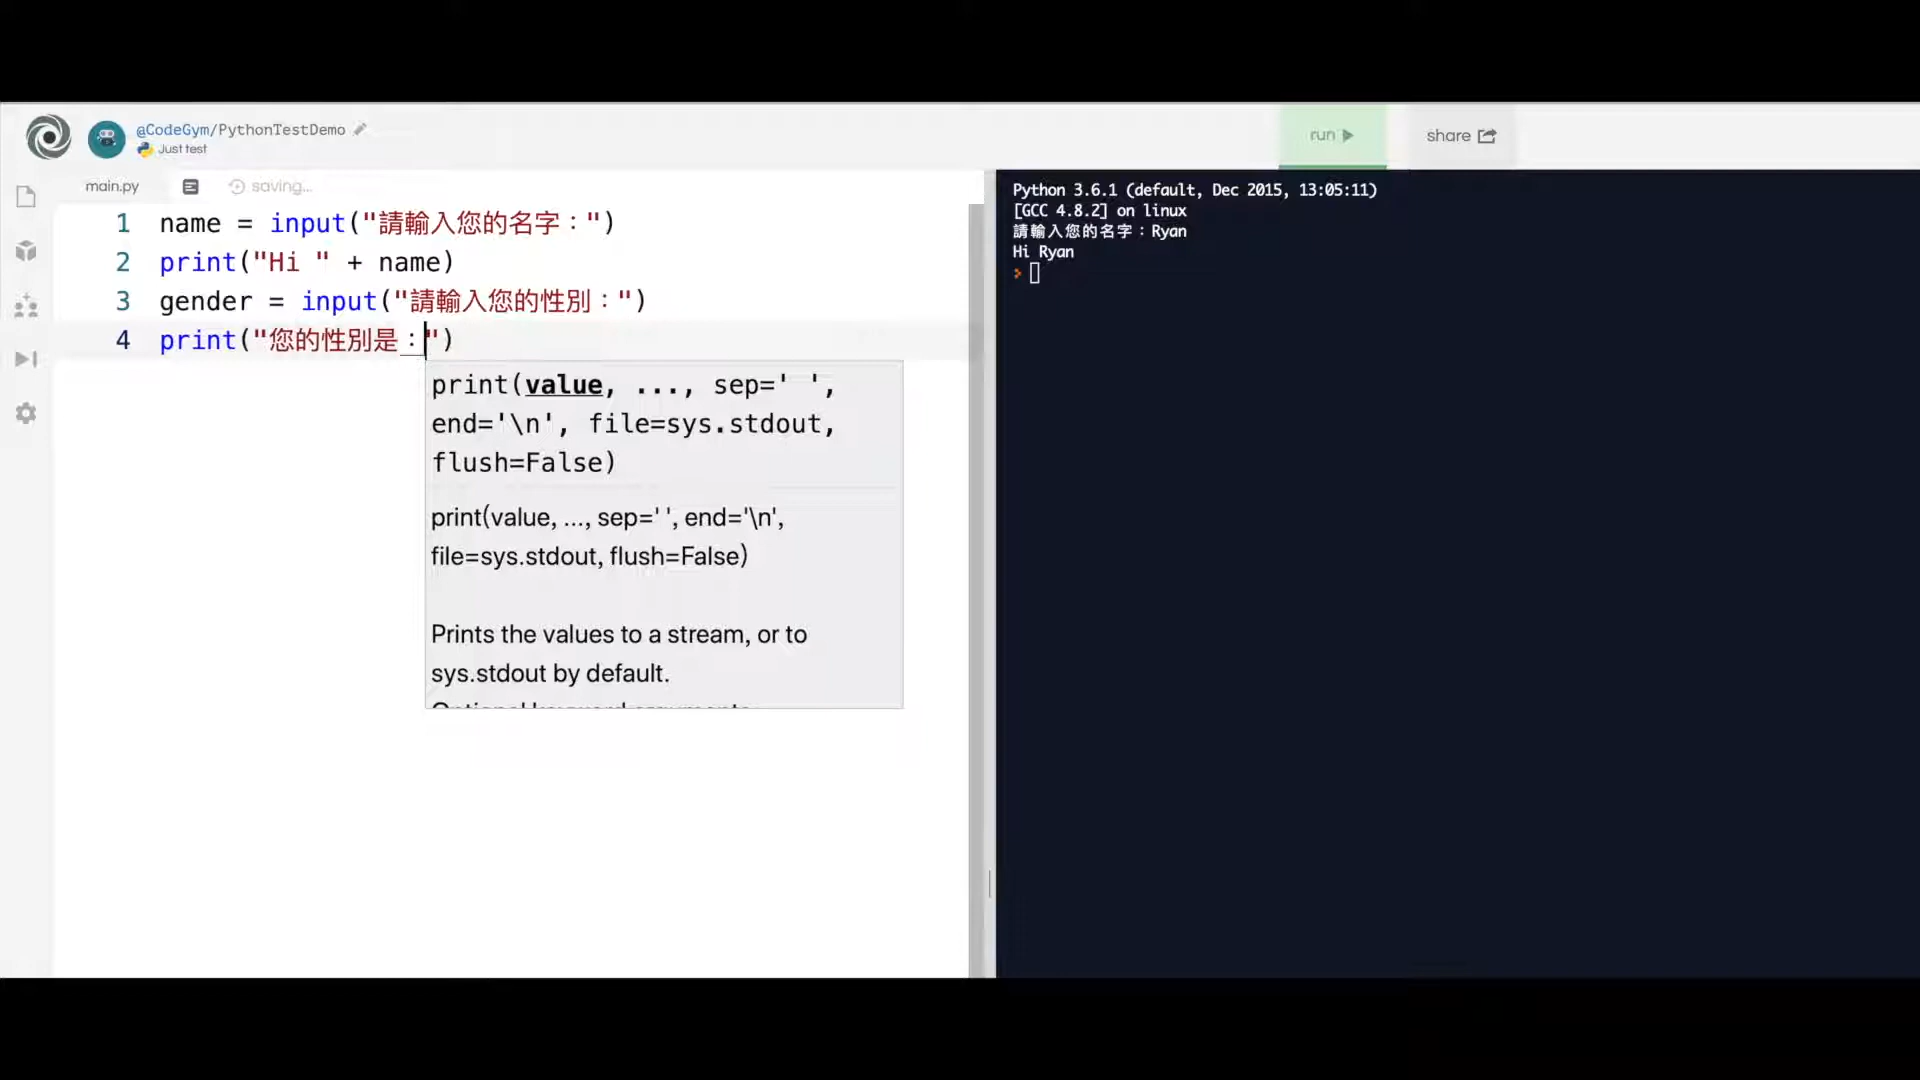 @CodeGym/PythonTestDemo
Just test
run
share
main.py
saving...
1 name = input("請輸入您的名字：")
2 print("Hi " + name)
3 gender = input("請輸入您的性別：")
4 print("您的性別是：")
print(value, ..., sep=' ',
end='\n', file=sys.stdout,
flush=False)
print(value, ..., sep=' ', end='\n',
file=sys.stdout, flush=False)
Prints the values to a stream, or to
sys.stdout by default.
Python 3.6.1 (default, Dec 2015, 13:05:11)
[GCC 4.8.2] on linux
請輸入您的名字：Ryan
Hi Ryan